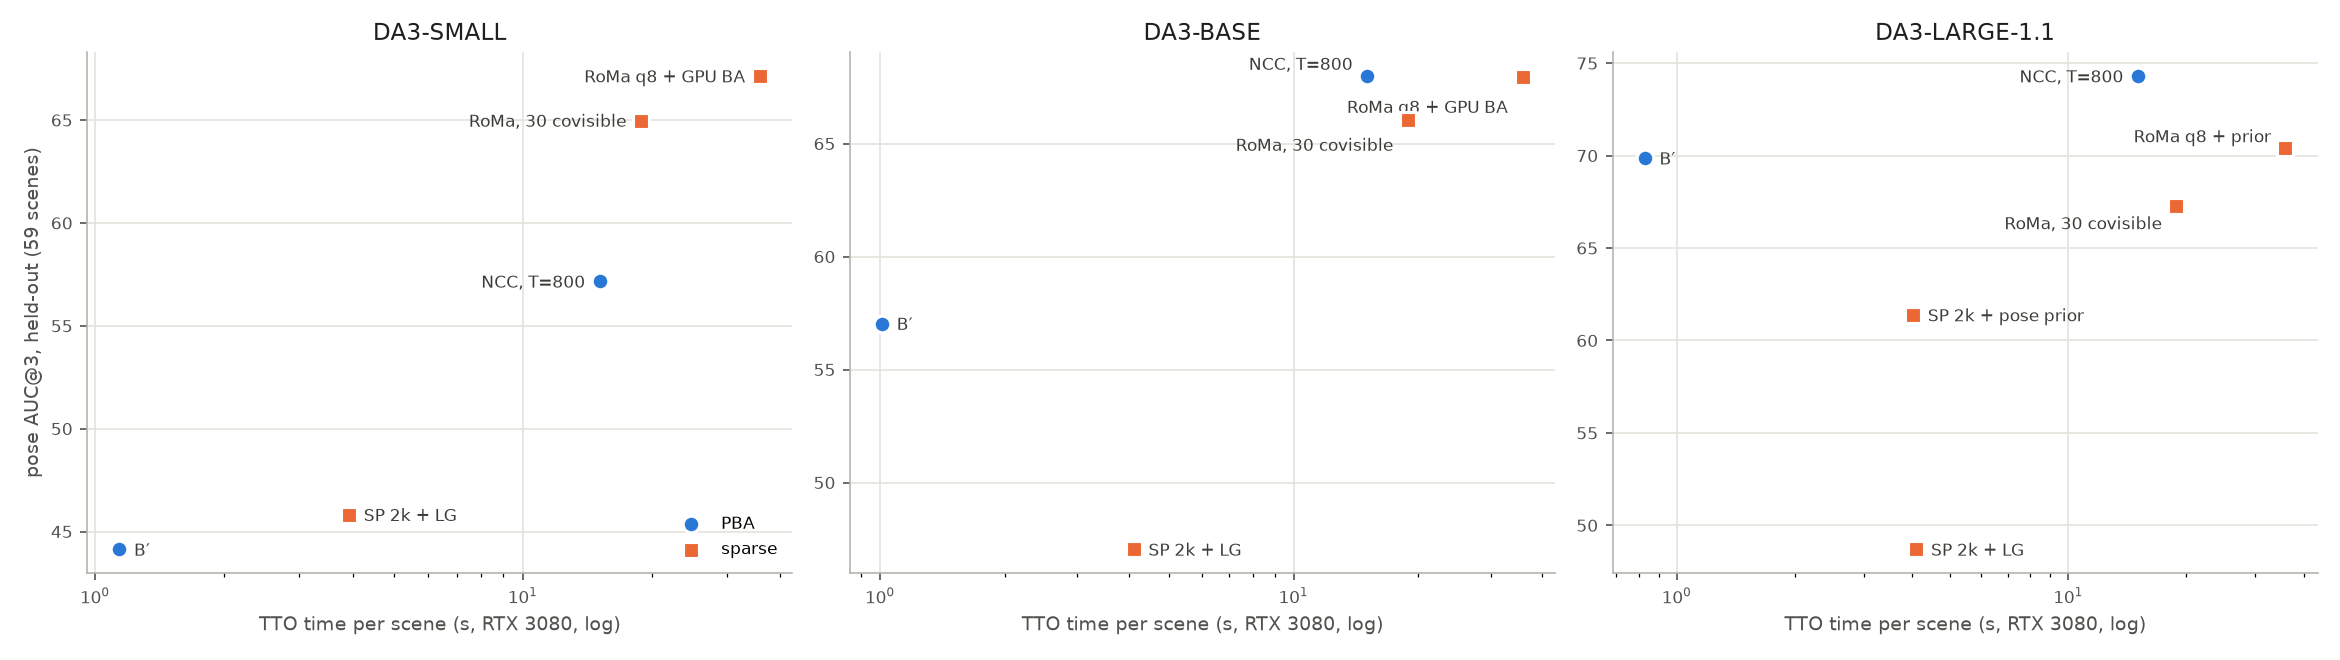 DA3-SMALL
pose AUC@3, held-out (59 scenes)
65
60
55
50
45
RoMa q8 + GPU BA
RoMa, 30 covisible
NCC, T=800
SP 2k + LG
B′
PBA
sparse
10⁰
10¹
TTO time per scene (s, RTX 3080, log)
DA3-BASE
65
60
55
50
NCC, T=800
RoMa q8 + GPU BA
RoMa, 30 covisible
B′
SP 2k + LG
10⁰
10¹
TTO time per scene (s, RTX 3080, log)
DA3-LARGE-1.1
75
70
65
60
55
50
NCC, T=800
RoMa q8 + prior
B′
RoMa, 30 covisible
SP 2k + pose prior
SP 2k + LG
10⁰
10¹
TTO time per scene (s, RTX 3080, log)